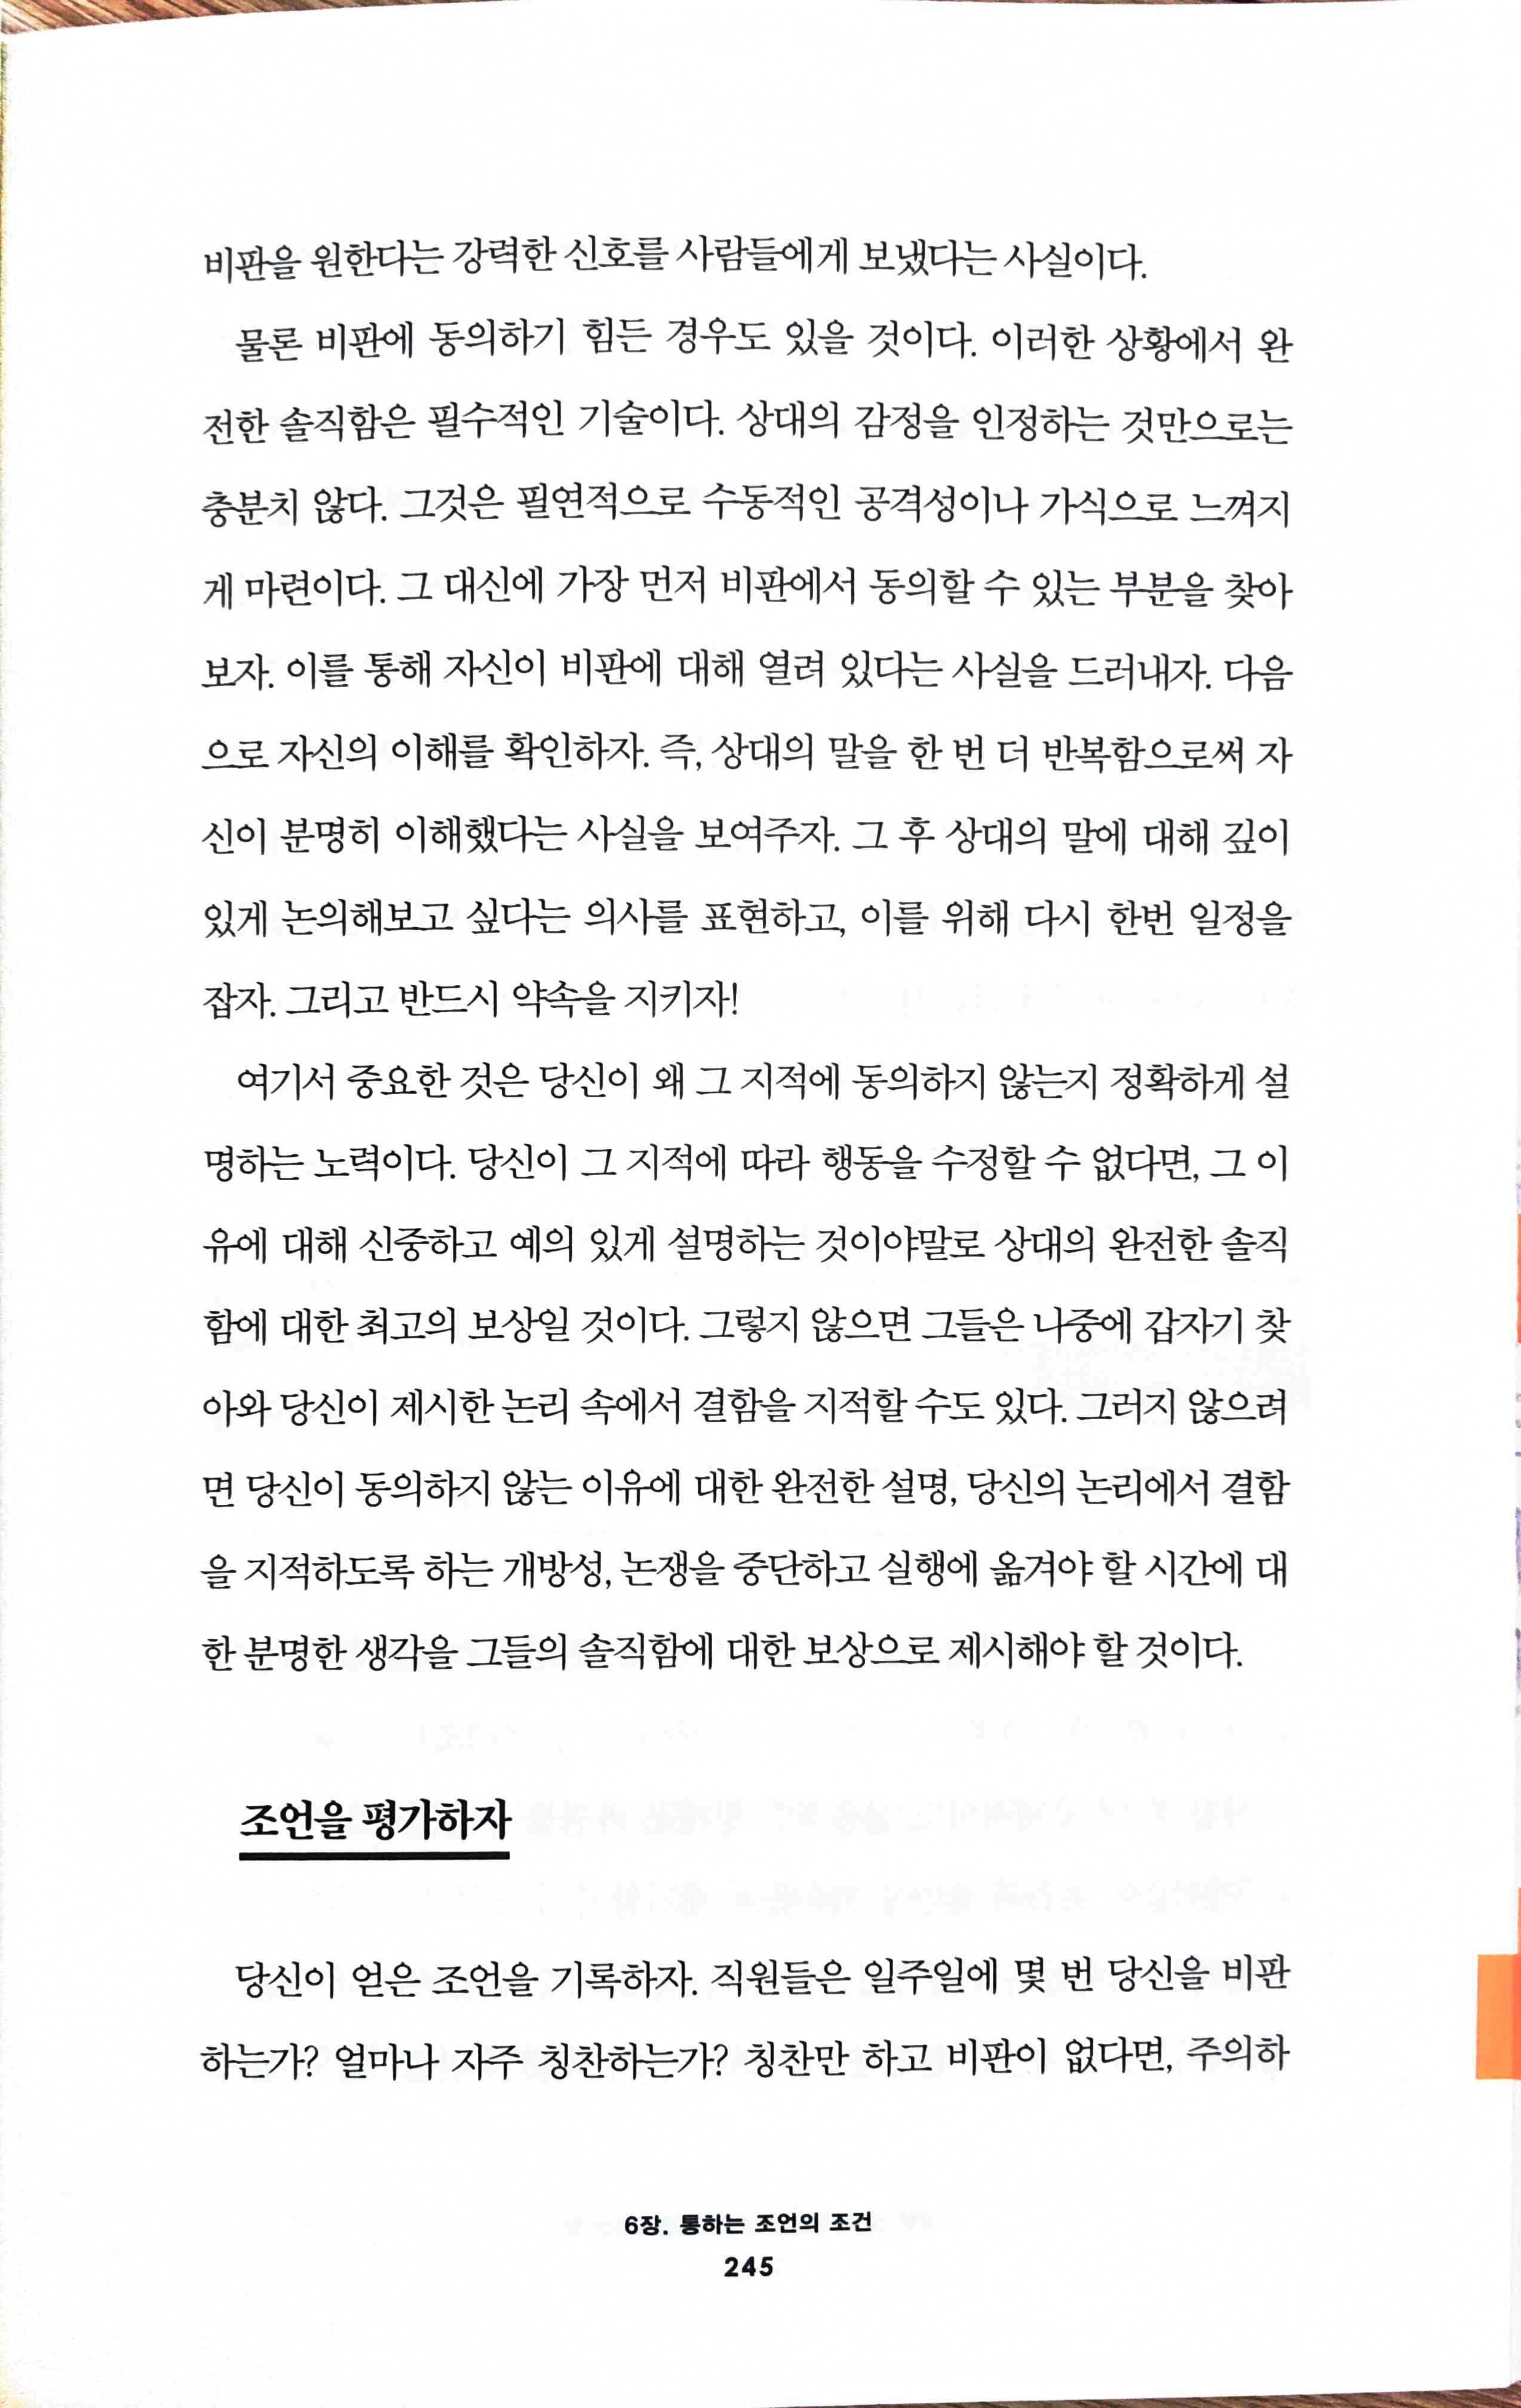 비판을 원한다는 강력한 신호를 사람들에게 보냈다는 사실이다.
물론 비판에 동의하기 힘든 경우도 있을 것이다. 이러한 상황에서 완
전한 솔직함은 필수적인 기술이다. 상대의 감정을 인정하는 것만으로는
충분치 않다. 그것은 필연적으로 수동적인 공격성이나 가식으로 느껴지
게 마련이다. 그 대신에 가장 먼저 비판에서 동의할 수 있는 부분을 찾아
보자. 이를 통해 자신이 비판에 대해 열려 있다는 사실을 드러내자. 다음
으로 자신의 이해를 확인하자. 즉, 상대의 말을 한 번 더 반복함으로써 자
신이 분명히 이해했다는 사실을 보여주자. 그 후 상대의 말에 대해 깊이
있게 논의해보고 싶다는 의사를 표현하고, 이를 위해 다시 한번 일정을
잡자. 그리고 반드시 약속을 지키자!
여기서 중요한 것은 당신이 왜 그 지적에 동의하지 않는지 정확하게 설
명하는 노력이다. 당신이 그 지적에 따라 행동을 수정할 수 없다면, 그 이
유에 대해 신중하고 예의 있게 설명하는 것이야말로 상대의 완전한 솔직
함에 대한 최고의 보상일 것이다. 그렇지 않으면 그들은 나중에 갑자기 찾
아와 당신이 제시한 논리 속에서 결함을 지적할 수도 있다. 그러지 않으려
면 당신이 동의하지 않는 이유에 대한 완전한 설명, 당신의 논리에서 결함
을 지적하도록 하는 개방성, 논쟁을 중단하고 실행에 옮겨야 할 시간에 대
한 분명한 생각을 그들의 솔직함에 대한 보상으로 제시해야 할 것이다.
조언을 평가하자
당신이 얻은 조언을 기록하자. 직원들은 일주일에 몇 번 당신을 비판
하는가? 얼마나 자주 칭찬하는가? 칭찬만 하고 비판이 없다면, 주의하
6장. 통하는 조언의 조건
245